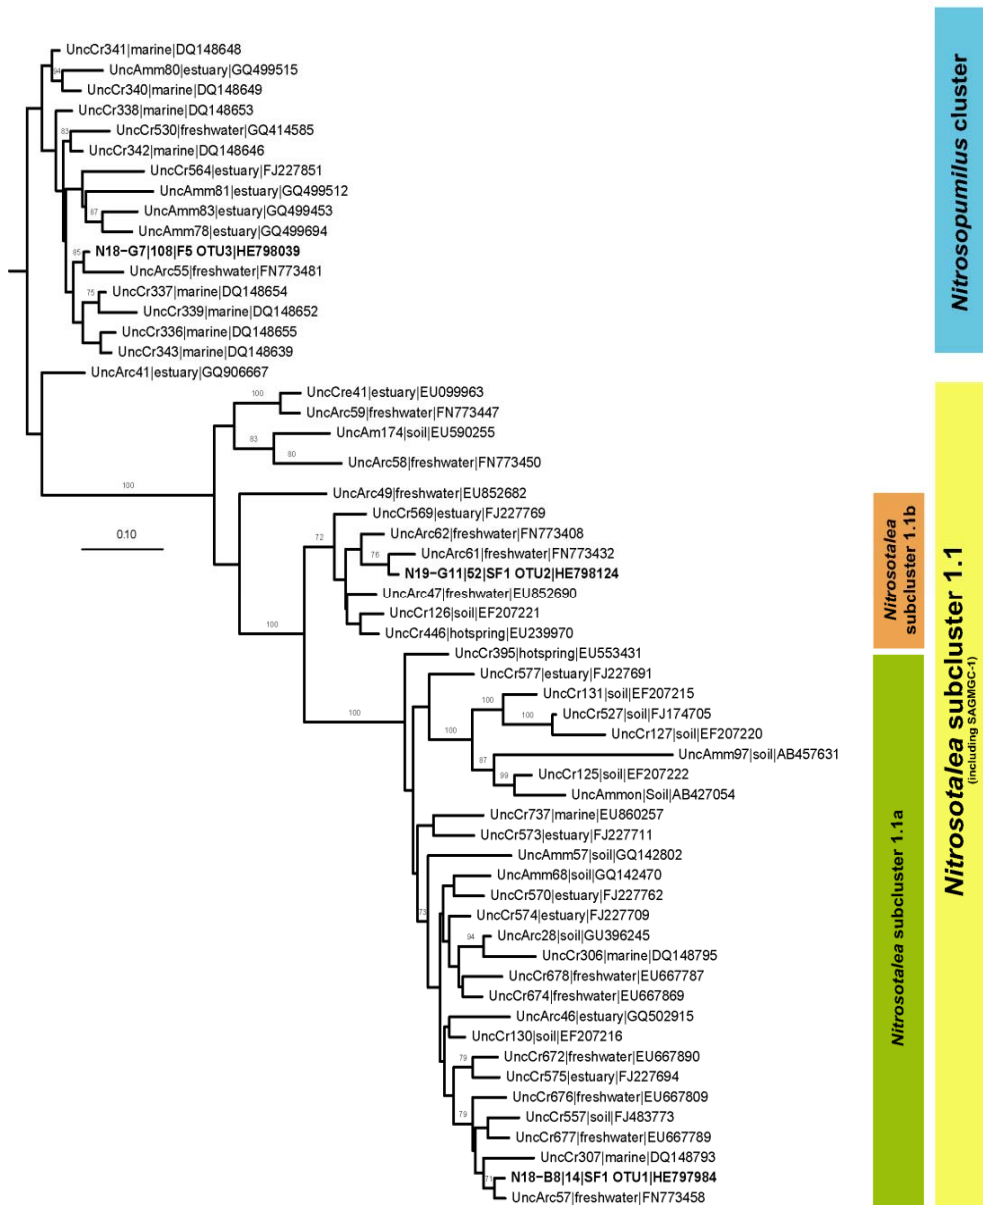 UncCr341|marine|DQ148648
94
UncAmm80|estuary|GQ499515
UncCr340|marine|DQ148649
UncCr338|marine|DQ148653
83
UncCr530|freshwater|GQ414585
UncCr342|marine|DQ148646
UncCr564|estuary|FJ227851
UncAmm81|estuary|GQ499512
87
UncAmm83|estuary|GQ499453
UncAmm78|estuary|GQ499694
85
N18−G7|108|F5 OTU3|HE798039
UncArc55|freshwater|FN773481
75
UncCr337|marine|DQ148654
UncCr339|marine|DQ148652
UncCr336|marine|DQ148655
UncCr343|marine|DQ148639
UncArc41|estuary|GQ906667
100
UncCre41|estuary|EU099963
UncArc59|freshwater|FN773447
83
UncAm174|soil|EU590255
80
UncArc58|freshwater|FN773450
100
UncArc49|freshwater|EU852682
UncCr569|estuary|FJ227769
72
UncArc62|freshwater|FN773408
76
UncArc61|freshwater|FN773432
N19−G11|52|SF1 OTU2|HE798124
UncArc47|freshwater|EU852690
UncCr126|soil|EF207221
100
UncCr446|hotspring|EU239970
UncCr395|hotspring|EU553431
UncCr577|estuary|FJ227691
100
UncCr131|soil|EF207215
100
UncCr527|soil|FJ174705
100
100
UncCr127|soil|EF207220
87
UncAmm97|soil|AB457631
99
UncCr125|soil|EF207222
UncAmmon|Soil|AB427054
UncCr737|marine|EU860257
UncCr573|estuary|FJ227711
UncAmm57|soil|GQ142802
UncAmm68|soil|GQ142470
UncCr570|estuary|FJ227762
73
UncCr574|estuary|FJ227709
94
UncArc28|soil|GU396245
UncCr306|marine|DQ148795
UncCr678|freshwater|EU667787
UncCr674|freshwater|EU667869
UncArc46|estuary|GQ502915
UncCr130|soil|EF207216
79
UncCr672|freshwater|EU667890
UncCr575|estuary|FJ227694
UncCr676|freshwater|EU667809
79
UncCr557|soil|FJ483773
UncCr677|freshwater|EU667789
UncCr307|marine|DQ148793
71
N18−B8|14|SF1 OTU1|HE797984
UncArc57|freshwater|FN773458
0.10
Nitrosopumilus cluster
Nitrosotalea
subcluster 1.1b
Nitrosotalea subcluster 1.1a
Nitrosotalea subcluster 1.1
(including SAGMGC-1)